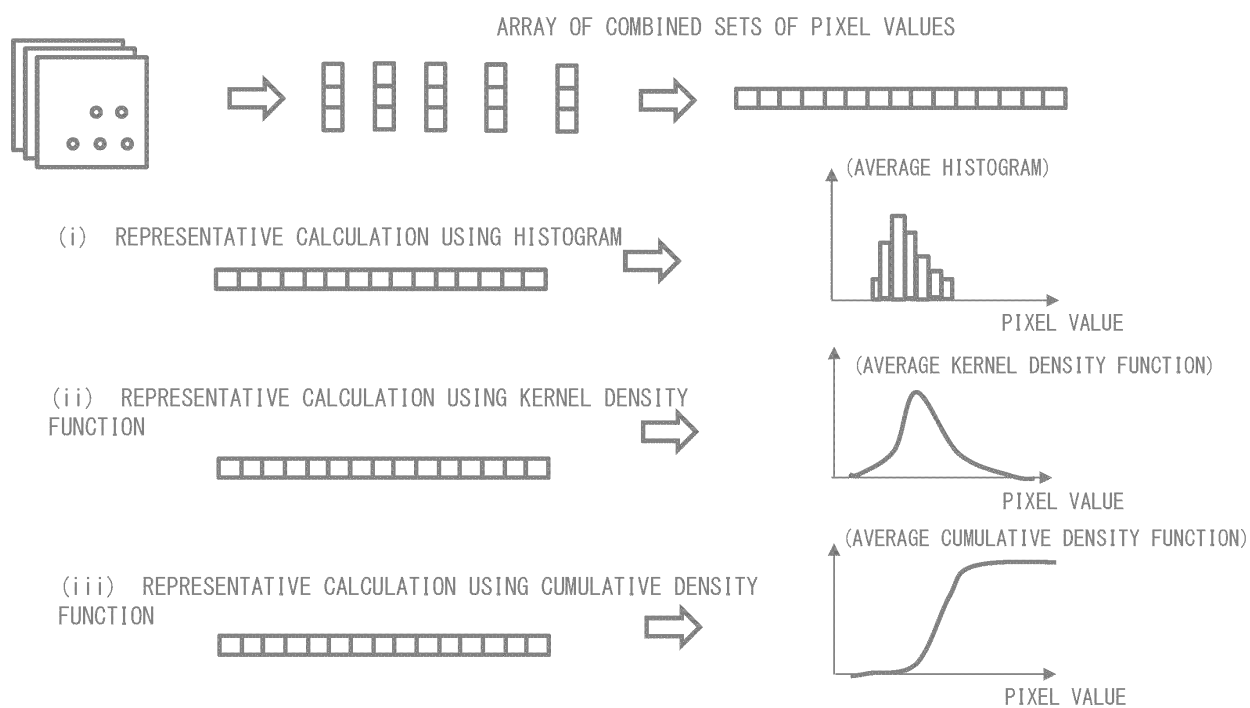 ARRAY OF COMBINED SETS OF PIXEL VALUES
(AVERAGE HISTOGRAM)
(i) REPRESENTATIVE CALCULATION USING HISTOGRAM
PIXEL VALUE
(AVERAGE KERNEL DENSITY FUNCTION)
(ii) REPRESENTATIVE CALCULATION USING KERNEL DENSITY
FUNCTION
PIXEL VALUE
(AVERAGE CUMULATIVE DENSITY FUNCTION)
(iii) REPRESENTATIVE CALCULATION USING CUMULATIVE DENSITY
FUNCTION
PIXEL VALUE